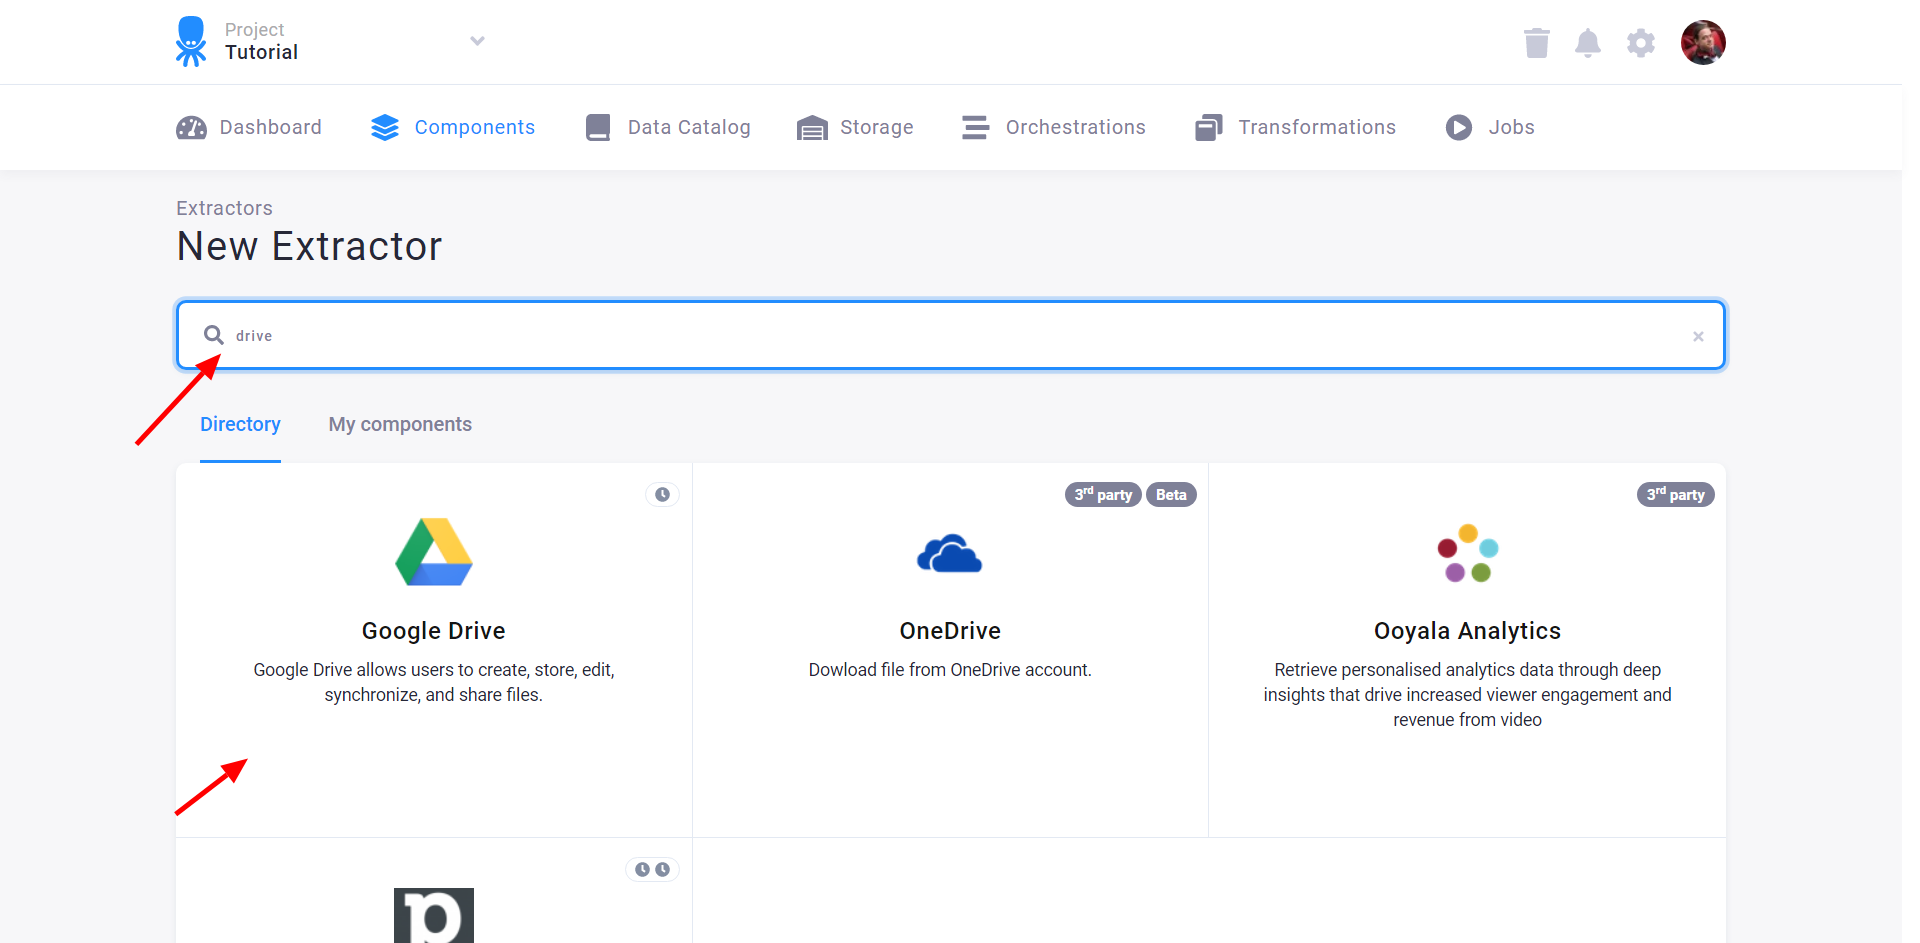 Project
Tutorial
Dashboard
Components
Data Catalog
Storage
Orchestrations
Transformations
Jobs
Extractors
New Extractor
drive
×
Directory
My components
3rd party
Beta
3rd party
Google Drive
Google Drive allows users to create, store, edit,
synchronize, and share files.
OneDrive
Dowload file from OneDrive account.
Ooyala Analytics
Retrieve personalised analytics data through deep
insights that drive increased viewer engagement and
revenue from video
p